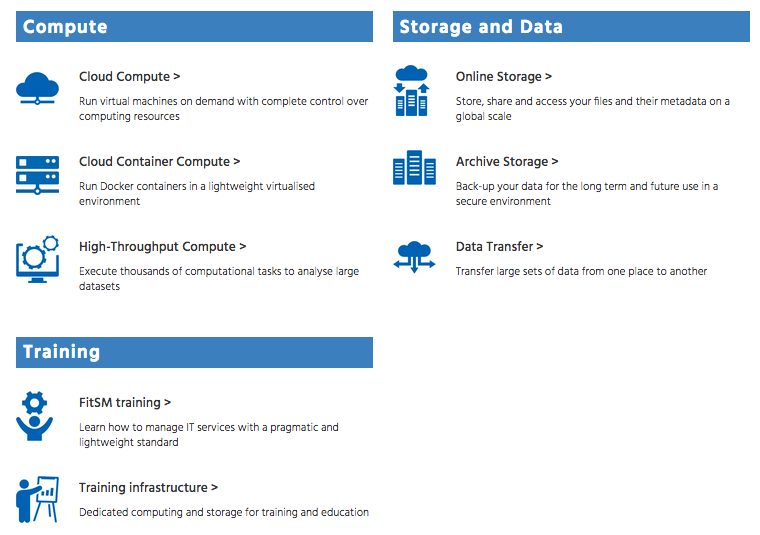 Compute
Cloud Compute >
Run virtual machines on demand with complete control over
computing resources
Cloud Container Compute >
Run Docker containers in a lightweight virtualised
environment
High-Throughput Compute >
Execute thousands of computational tasks to analyse large
datasets
Storage and Data
Online Storage >
Store, share and access your files and their metadata on a
global scale
Archive Storage >
Back-up your data for the long term and future use in a
secure environment
Data Transfer >
Transfer large sets of data from one place to another
Training
FitSM training >
Learn how to manage IT services with a pragmatic and
lightweight standard
Training infrastructure >
Dedicated computing and storage for training and education